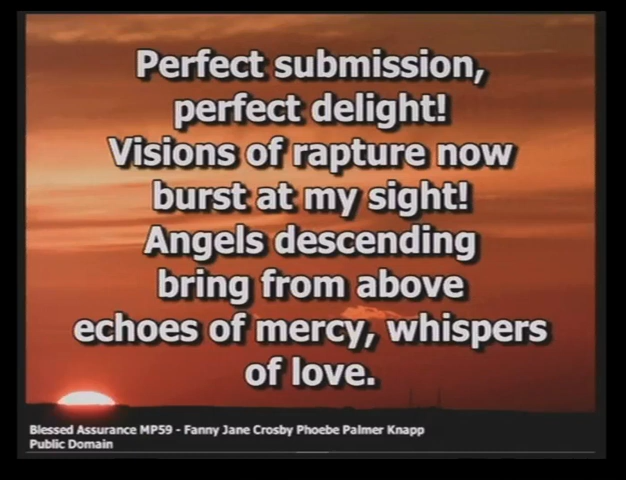 Perfect submission,
perfect delight!
Visions of rapture now
burst at my sight!
Angels descending
bring from above
echoes of mercy, whispers
of love.
Blessed Assurance MP59 - Fanny Jane Crosby Phoebe Palmer Knapp
Public Domain